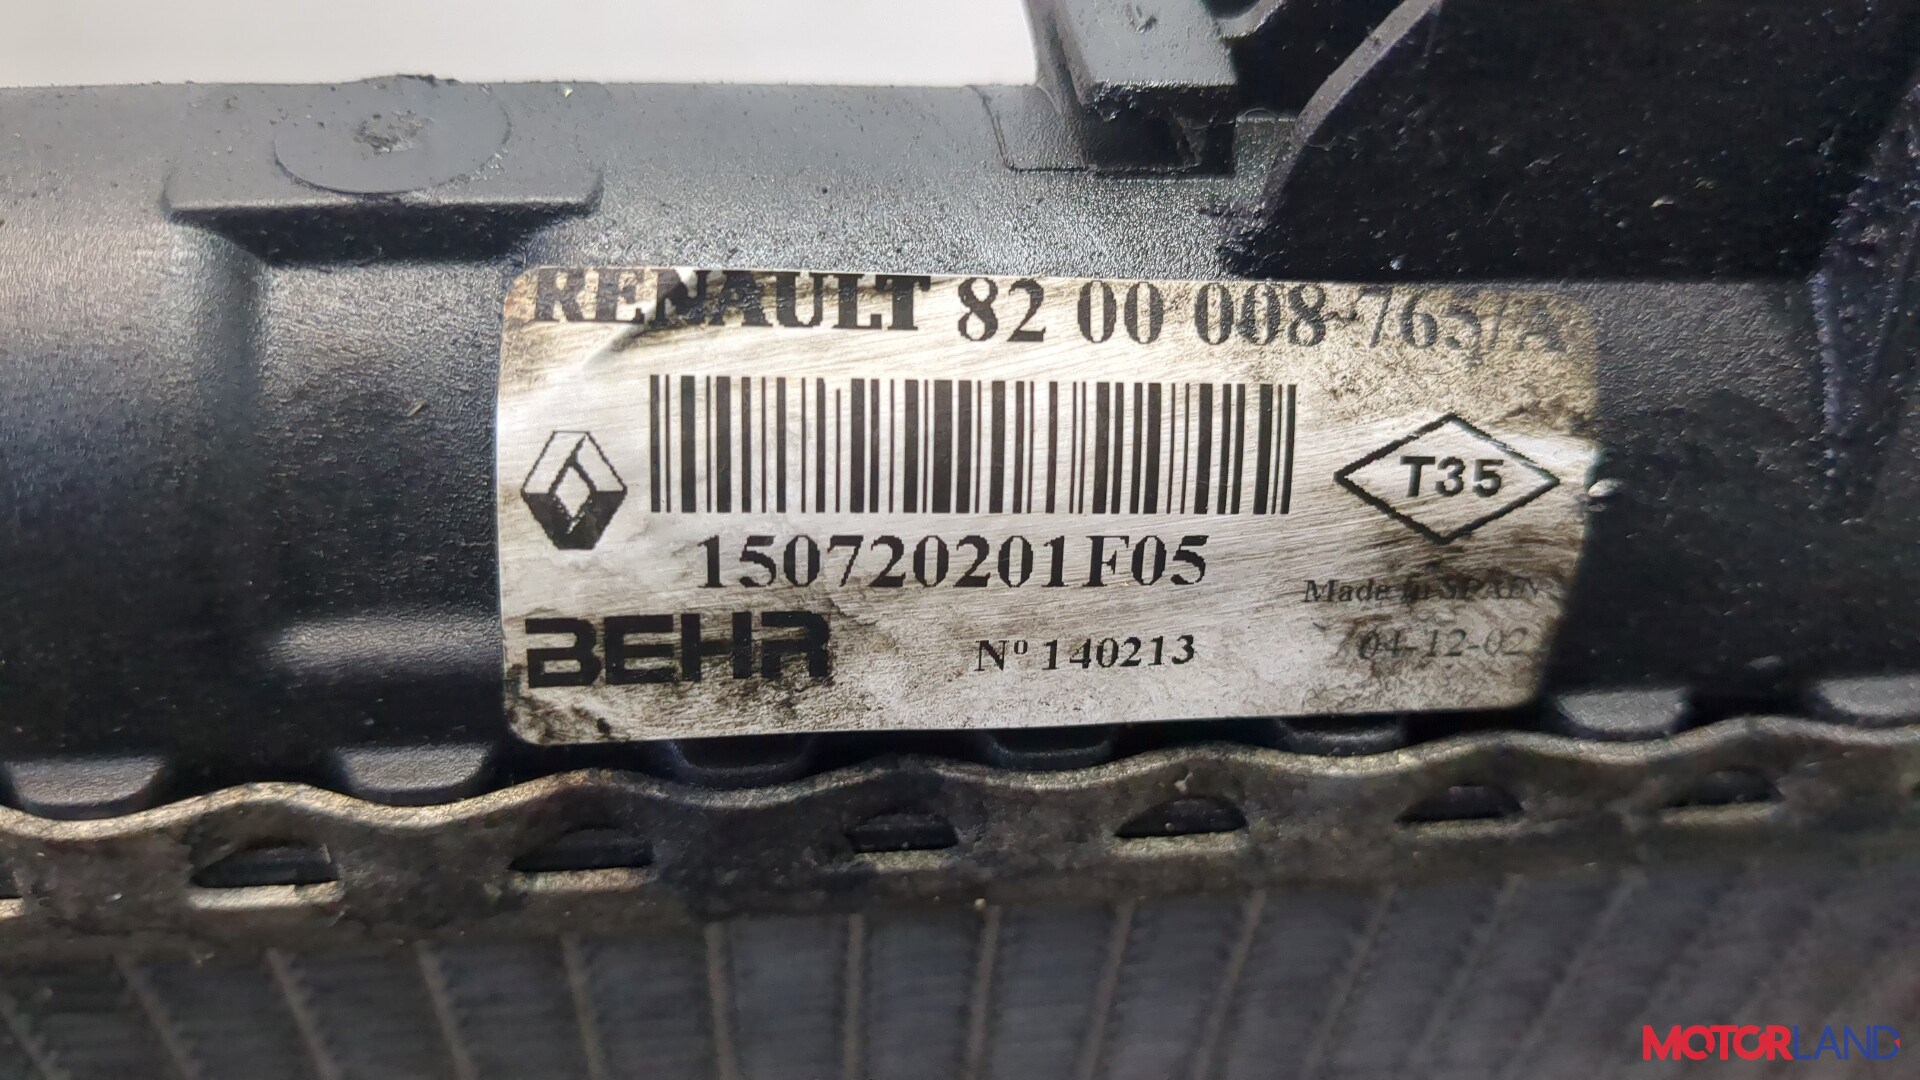 RENAULT 82 00 008-765/A
T35
150720201F05
Made in SPAIN
BEHR Nº 140213 04-12-02
MOTORLAND